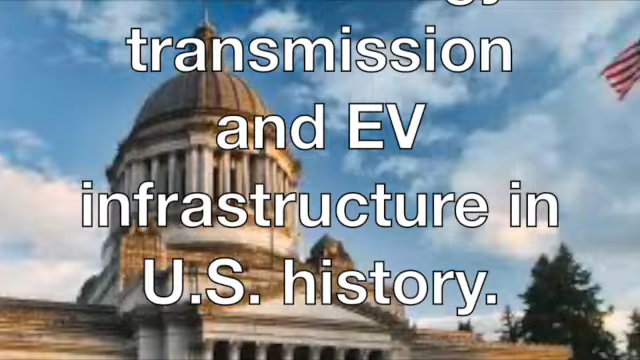 transmission
and EV
infrastructure in
U.S. history.